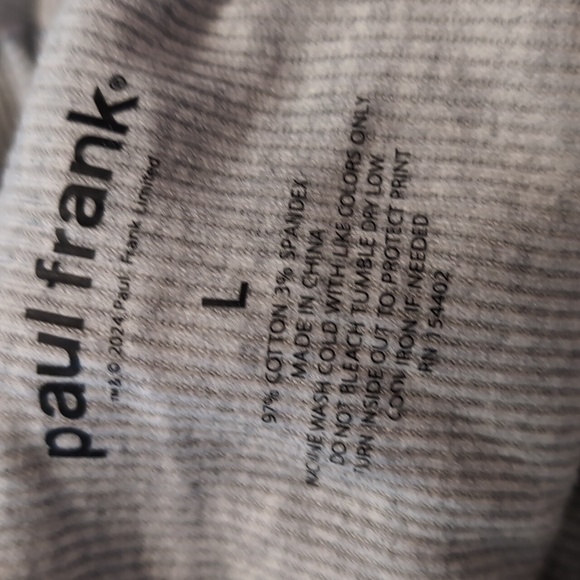 paul frank®
™&© 2024 Paul Frank Limited
L
97% COTTON 3% SPANDEX
MADE IN CHINA
WASH COLD WITH LIKE COLORS ONLY
DO NOT BLEACH TUMBLE DRY LOW
TURN INSIDE OUT TO PROTECT PRINT
COOL IRON IF NEEDED
RN 154402